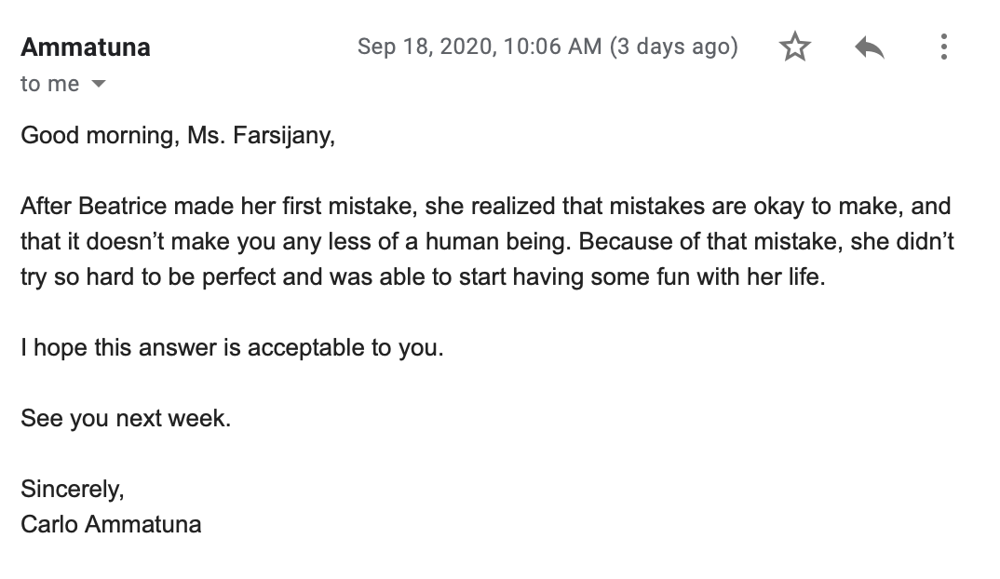 Ammatuna
Sep 18, 2020, 10:06 AM (3 days ago)
to me
Good morning, Ms. Farsijany,
After Beatrice made her first mistake, she realized that mistakes are okay to make, and
that it doesn’t make you any less of a human being. Because of that mistake, she didn’t
try so hard to be perfect and was able to start having some fun with her life.
I hope this answer is acceptable to you.
See you next week.
Sincerely,
Carlo Ammatuna